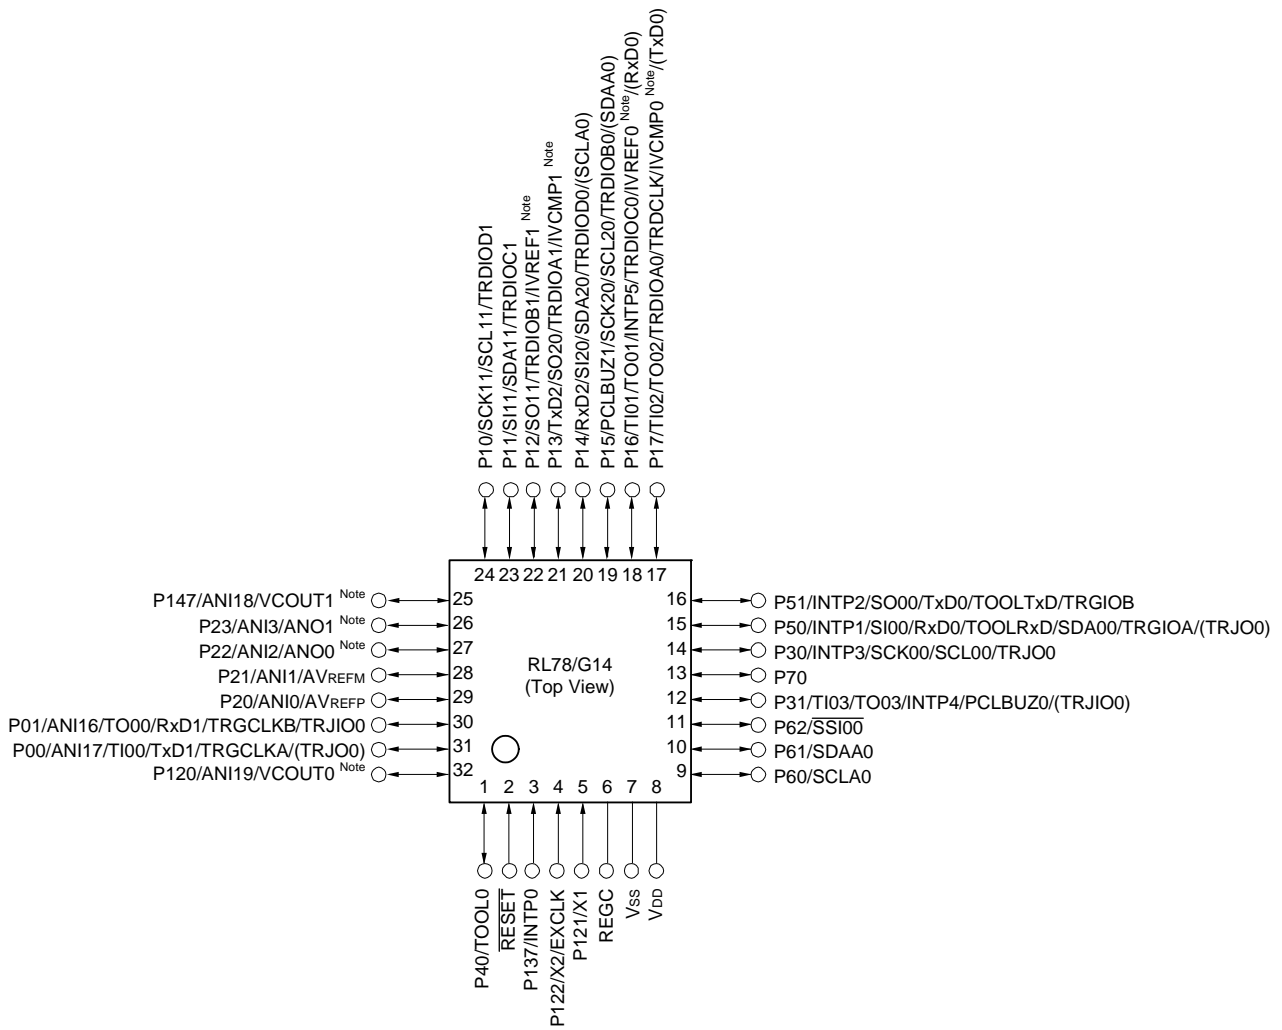 P10/SCK11/SCL11/TRDIOD1
P11/SI11/SDA11/TRDIOC1
P12/SO11/TRDIOB1/IVREF1 Note
P13/TxD2/SO20/TRDIOA1/IVCMP1 Note
P14/RxD2/SI20/SDA20/TRDIOD0/(SCLA0)
P15/PCLBUZ1/SCK20/SCL20/TRDIOB0/(SDAA0)
P16/TI01/TO01/INTP5/TRDIOC0/IVREF0 Note/(RxD0)
P17/TI02/TO02/TRDIOA0/TRDCLK/IVCMP0 Note/(TxD0)
24 23 22 21 20 19 18 17
P147/ANI18/VCOUT1 Note 25
P23/ANI3/ANO1 Note 26
P22/ANI2/ANO0 Note 27
P21/ANI1/AVREFM 28
P20/ANI0/AVREFP 29
P01/ANI16/TO00/RxD1/TRGCLKB/TRJIO0 30
P00/ANI17/TI00/TxD1/TRGCLKA/(TRJO0) 31
P120/ANI19/VCOUT0 Note 32
RL78/G14
(Top View)
16 P51/INTP2/SO00/TxD0/TOOLTxD/TRGIOB
15 P50/INTP1/SI00/RxD0/TOOLRxD/SDA00/TRGIOA/(TRJO0)
14 P30/INTP3/SCK00/SCL00/TRJO0
13 P70
12 P31/TI03/TO03/INTP4/PCLBUZ0/(TRJIO0)
11 P62/SSI00
10 P61/SDAA0
9 P60/SCLA0
1 2 3 4 5 6 7 8
P40/TOOL0
RESET
P137/INTP0
P122/X2/EXCLK
P121/X1
REGC
VSS
VDD